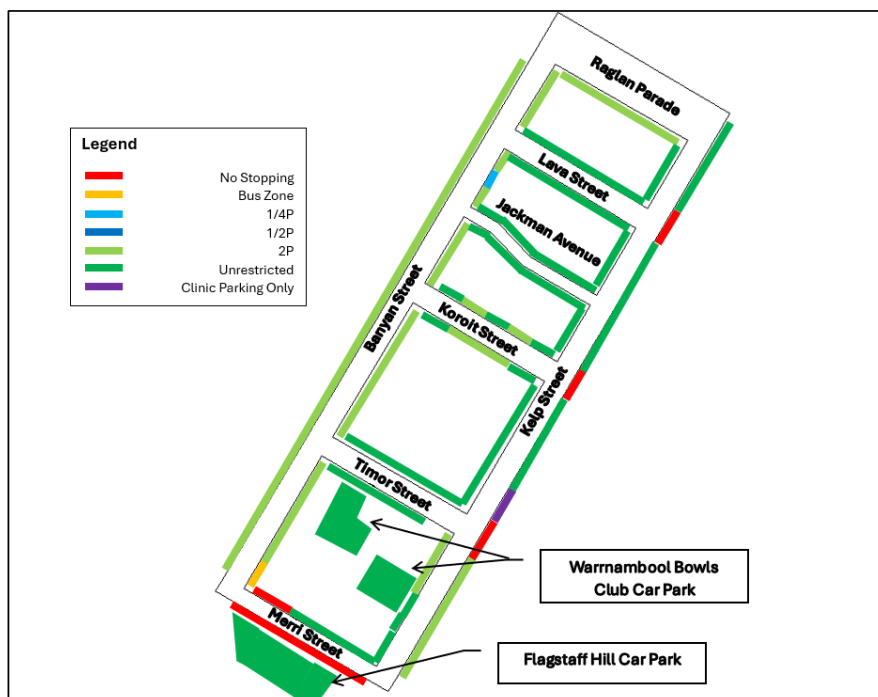 Raglan Parade
Legend
No Stopping
Bus Zone
1/4P
1/2P
2P
Unrestricted
Clinic Parking Only
Lava Street
Jackman Avenue
Banyan Street
Koroit Street
Kelp Street
Timor Street
Warrnambool Bowls
Club Car Park
Merri Street
Flagstaff Hill Car Park